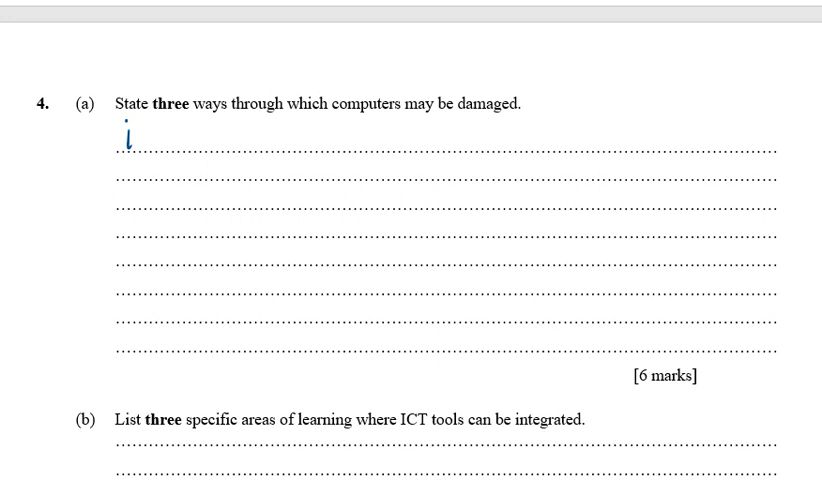 4. (a) State three ways through which computers may be damaged.
i
[6 marks]
(b) List three specific areas of learning where ICT tools can be integrated.